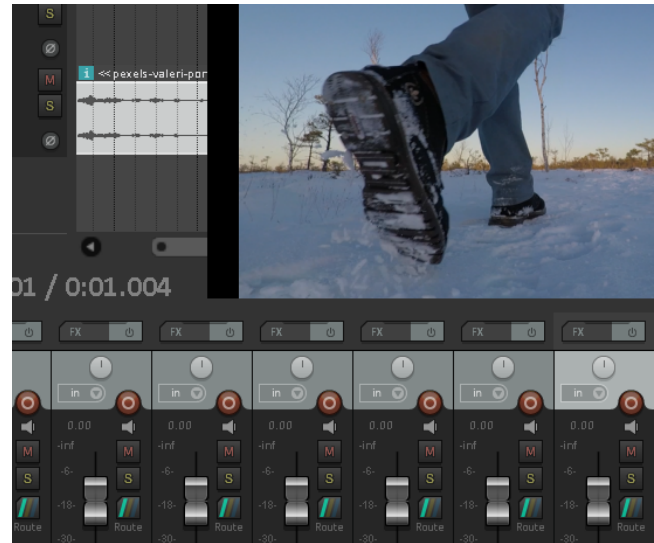 S
Ø
M
i << pexels-valeri-por
S
Ø
01 / 0:01.004
FX FX FX FX FX
in in in in in in
0.00 0.00 0.00 0.00 0.00 0.00
-inf -inf -inf -inf -inf -inf
M M M M M M M
-6- -6- -6- -6- -6- -6-
S S S S S S S
-18- -18- -18- -18- -18- -18-
Route Route Route Route Route Route Route
-30- -30- -30- -30- -30- -30-